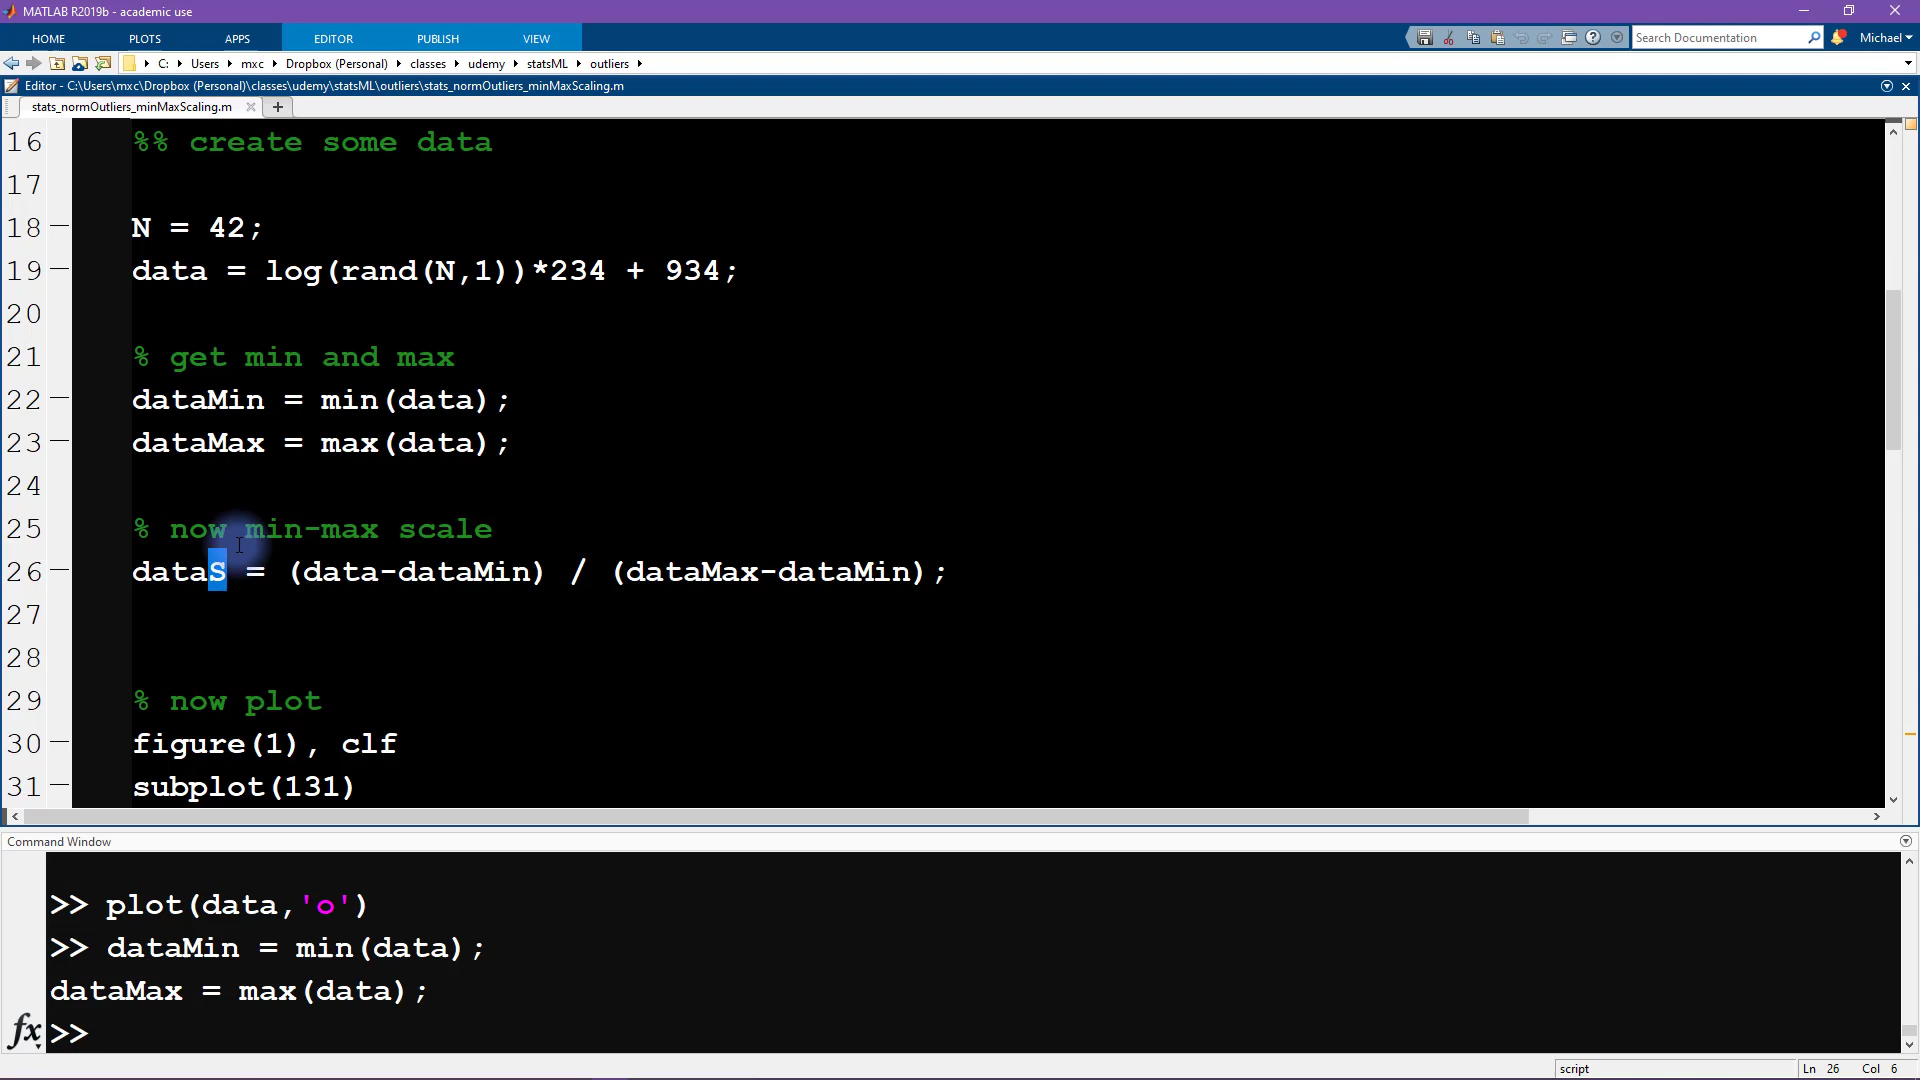 MATLAB R2019b - academic use
HOME PLOTS APPS EDITOR PUBLISH VIEW Search Documentation Michael
C: Users mxc Dropbox (Personal) classes udemy statsML outliers
Editor - C:\Users\mxc\Dropbox (Personal)\classes\udemy\statsML\outliers\stats_normOutliers_minMaxScaling.m
stats_normOutliers_minMaxScaling.m
16 %% create some data
17
18 N = 42;
19 data = log(rand(N,1))*234 + 934;
20
21 % get min and max
22 dataMin = min(data);
23 dataMax = max(data);
24
25 % now min-max scale
26 dataS = (data-dataMin) / (dataMax-dataMin);
27
28
29 % now plot
30 figure(1), clf
31 subplot(131)
Command Window
>> plot(data,'o')
>> dataMin = min(data);
dataMax = max(data);
fx >>
script Ln 26 Col 6